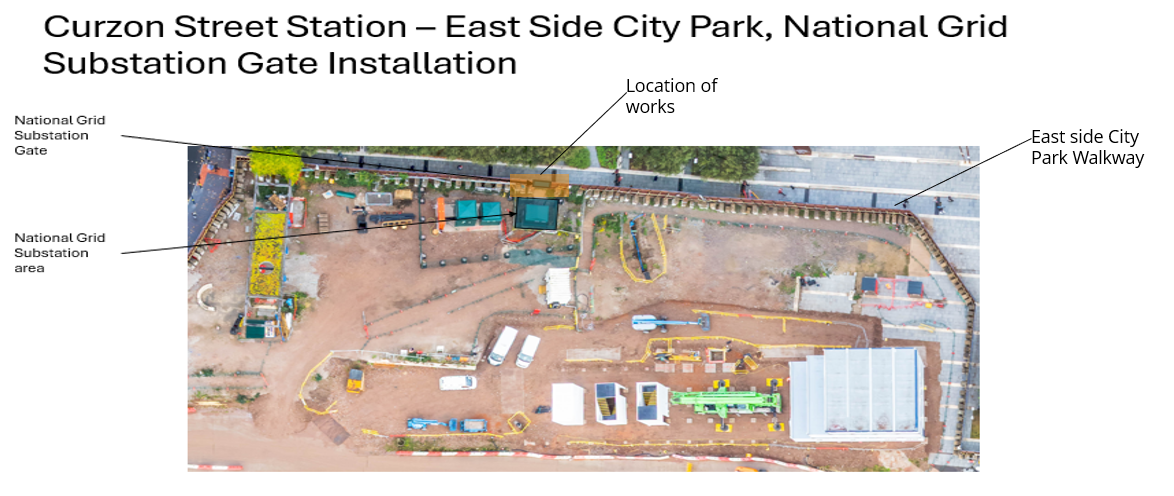 Curzon Street Station – East Side City Park, National Grid
Substation Gate Installation
Location of
works
National Grid
Substation
Gate
East side City
Park Walkway
National Grid
Substation
area